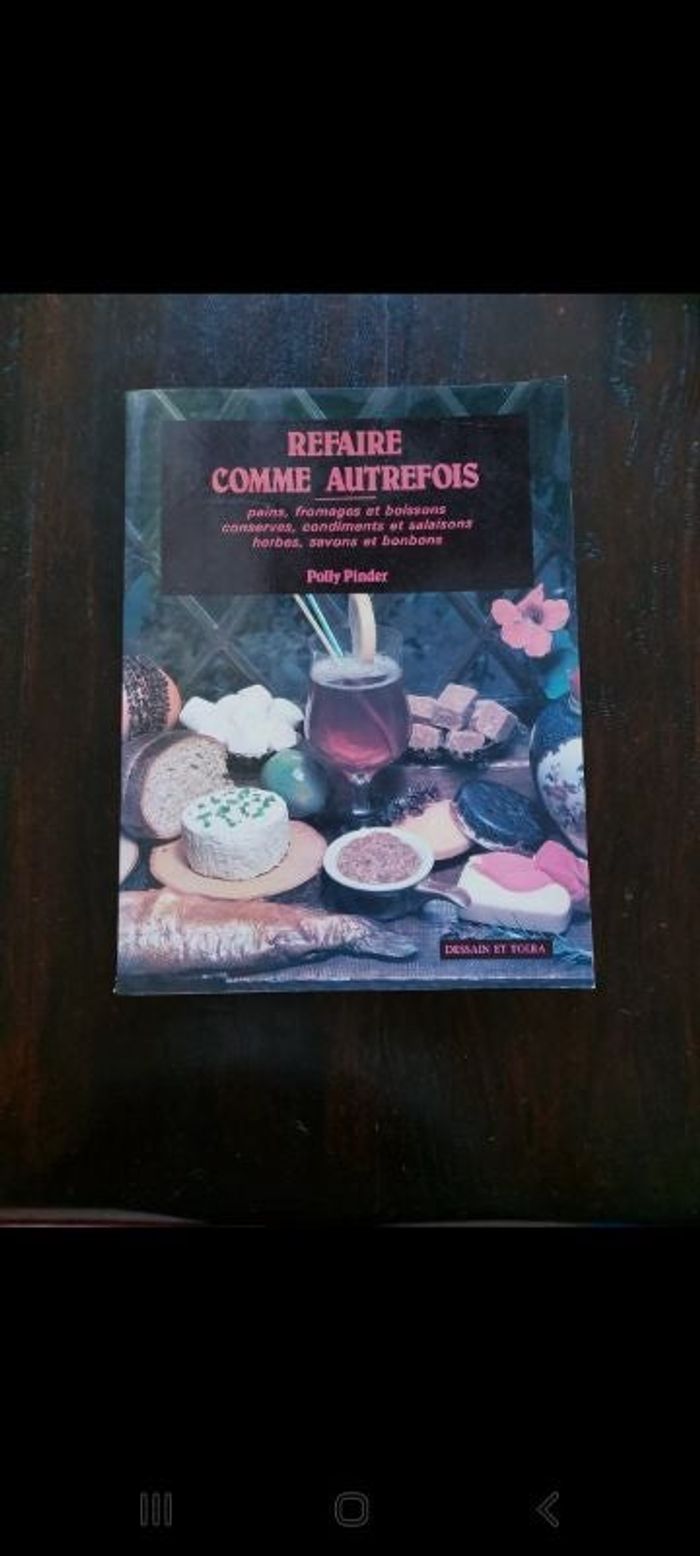 REFAIRE
COMME AUTREFOIS
pains, fromages et boissons
conserves, condiments et salaisons
herbes, savons et bonbons
Polly Pinder
DESSAIN ET TOLRA